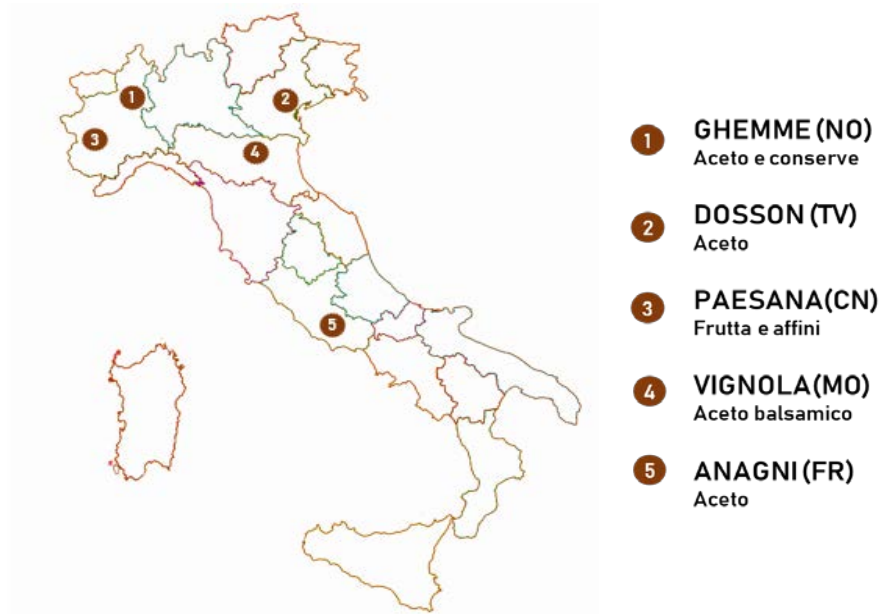 1
2
3
4
5
1 GHEMME (NO)
Aceto e conserve
2 DOSSON (TV)
Aceto
3 PAESANA(CN)
Frutta e affini
4 VIGNOLA(MO)
Aceto balsamico
5 ANAGNI (FR)
Aceto